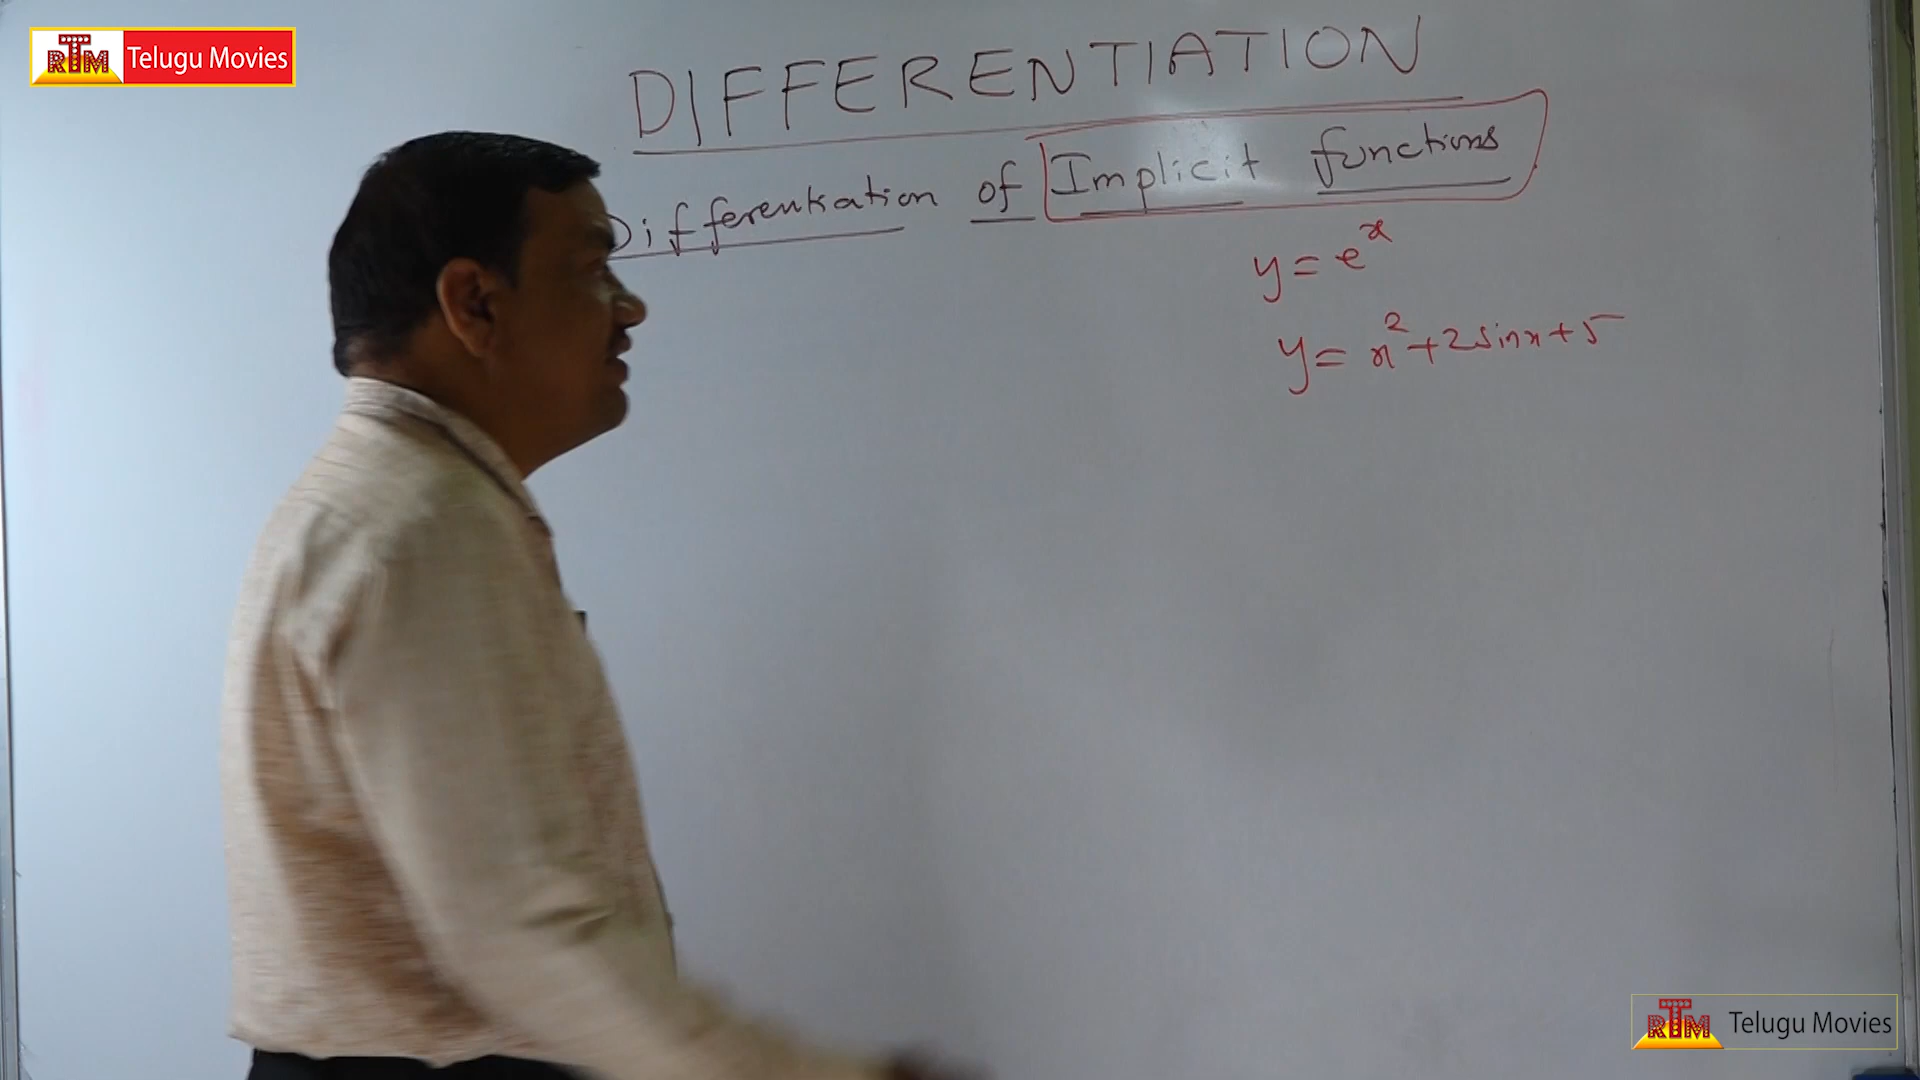 RTM Telugu Movies
DIFFERENTIATION
Differentiation of Implicit functions
y = e^x
y = x^2 + 2 sin x + 5
RTM Telugu Movies